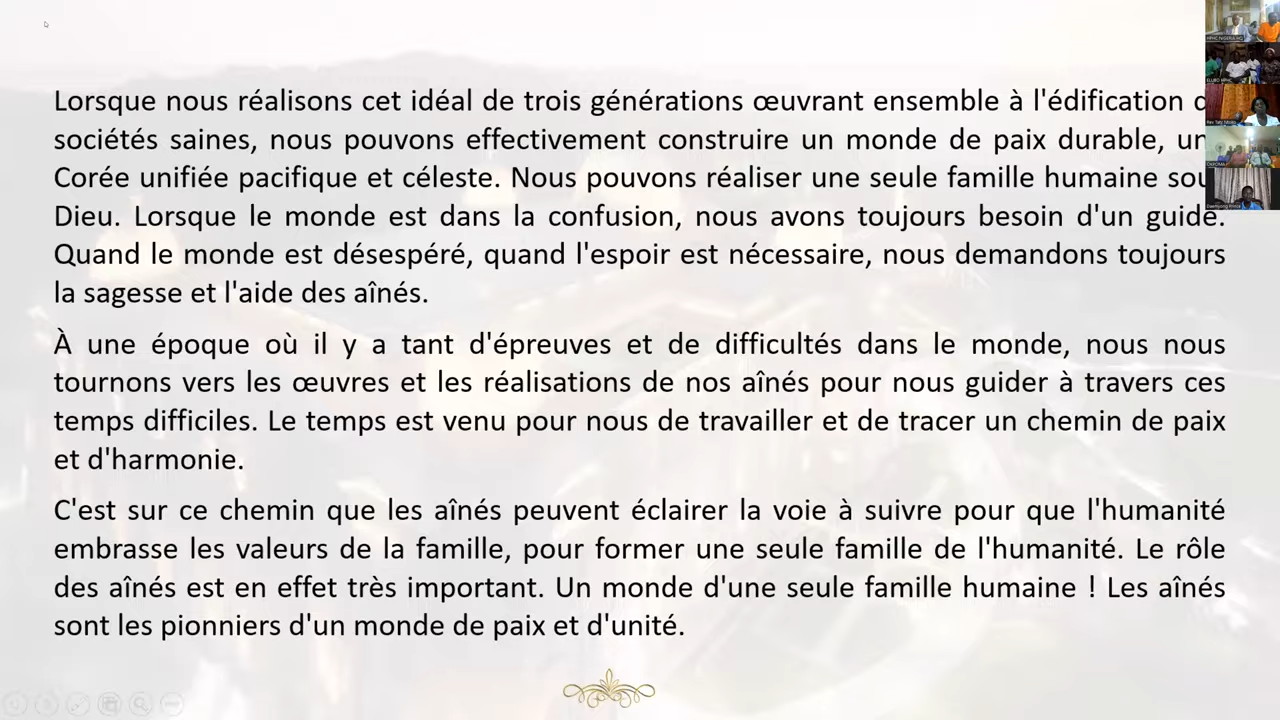 Lorsque nous réalisons cet idéal de trois générations œuvrant ensemble à l'édification
sociétés saines, nous pouvons effectivement construire un monde de paix durable,
Corée unifiée pacifique et céleste. Nous pouvons réaliser une seule famille humaine
Dieu. Lorsque le monde est dans la confusion, nous avons toujours besoin d'un guide.
Quand le monde est désespéré, quand l'espoir est nécessaire, nous demandons toujours
la sagesse et l'aide des aînés.
À une époque où il y a tant d'épreuves et de difficultés dans le monde, nous nous
tournons vers les œuvres et les réalisations de nos aînés pour nous guider à travers ces
temps difficiles. Le temps est venu pour nous de travailler et de tracer un chemin de paix
et d'harmonie.
C'est sur ce chemin que les aînés peuvent éclairer la voie à suivre pour que l'humanité
embrasse les valeurs de la famille, pour former une seule famille de l'humanité. Le rôle
des aînés est en effet très important. Un monde d'une seule famille humaine ! Les aînés
sont les pionniers d'un monde de paix et d'unité.